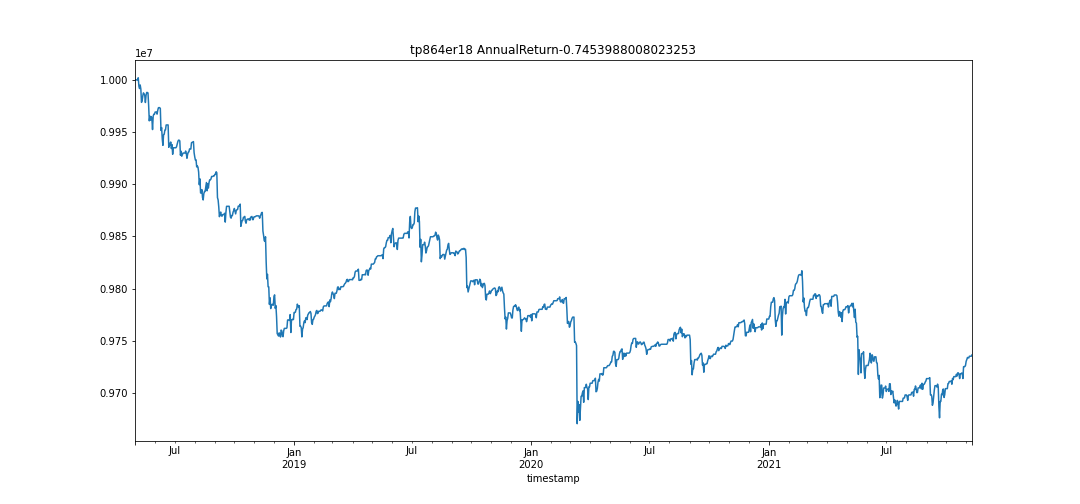 tp864er18 AnnualReturn-0.7453988008023253
1e7
1.000
0.995
0.990
0.985
0.980
0.975
0.970
Jul Jan Jul Jan Jul Jan Jul
2019 2020 2021
timestamp